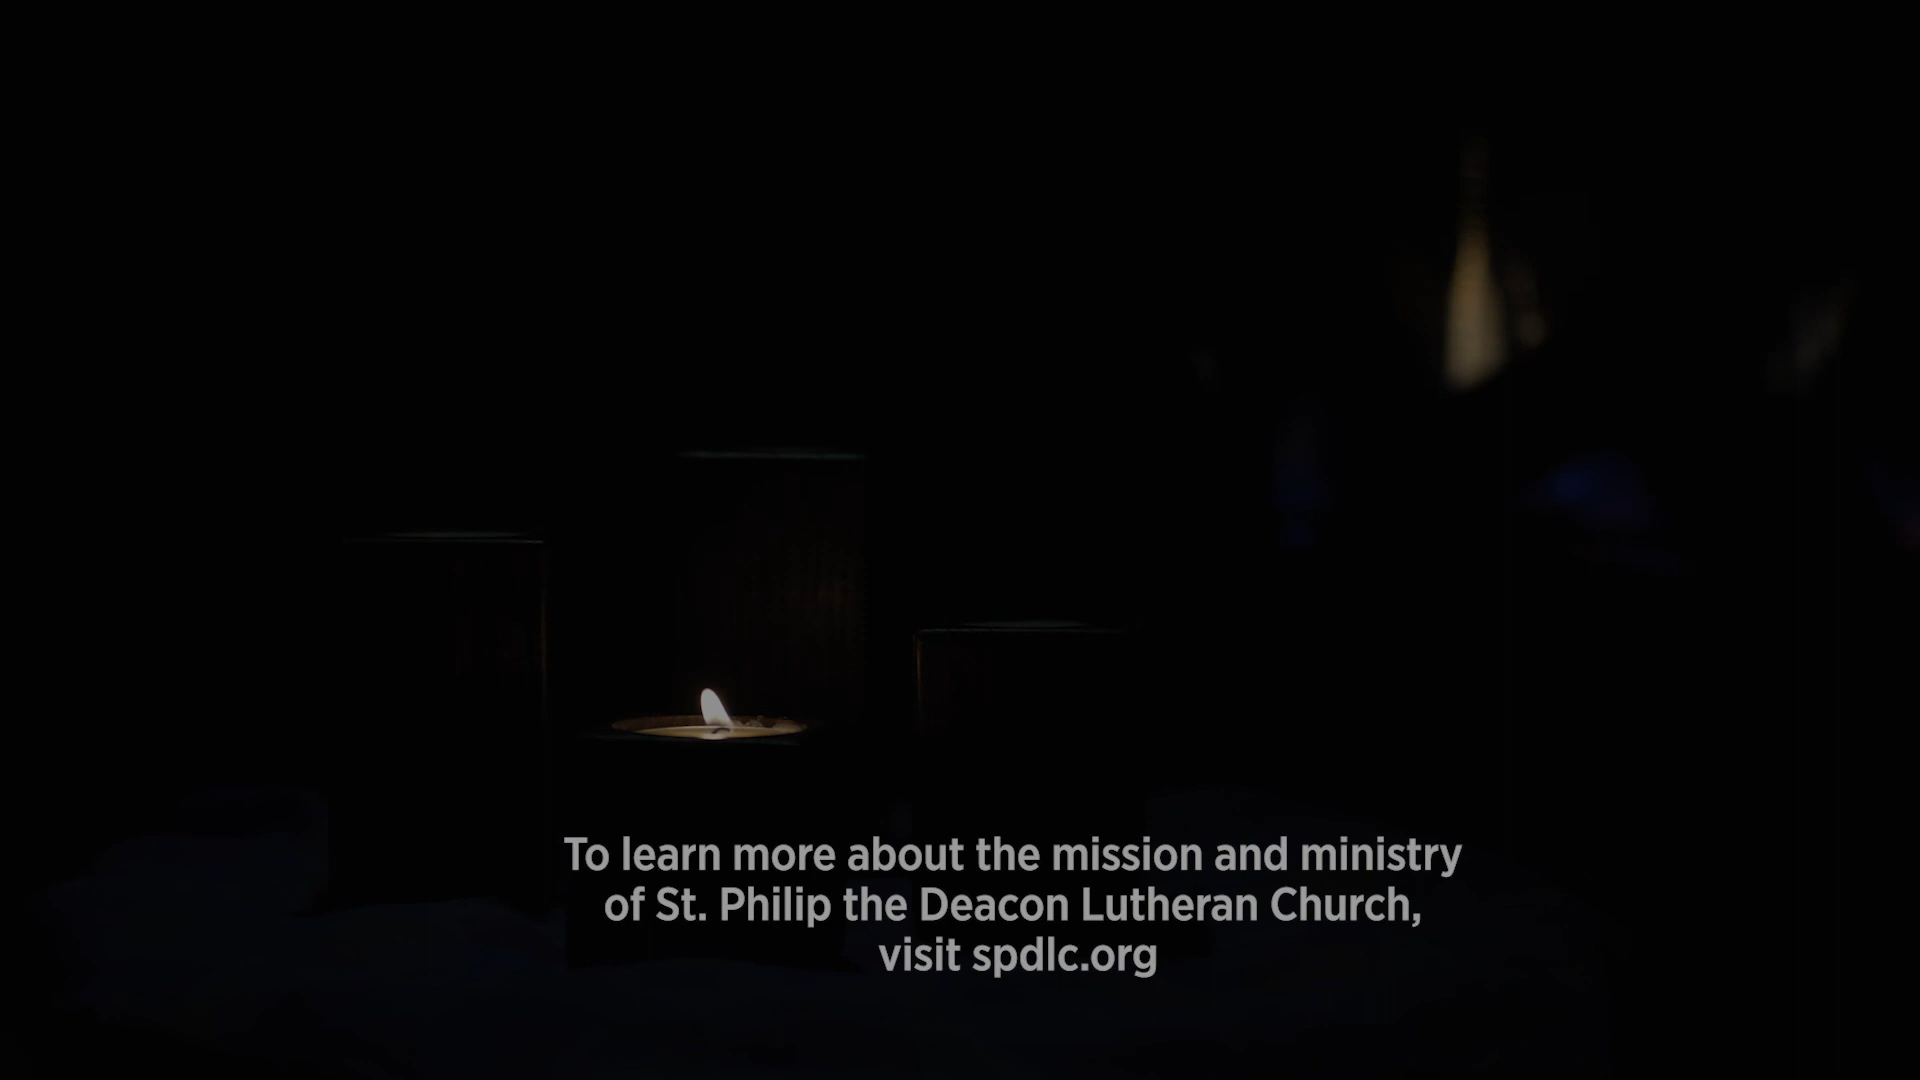 To learn more about the mission and ministry
of St. Philip the Deacon Lutheran Church,
visit spdlc.org